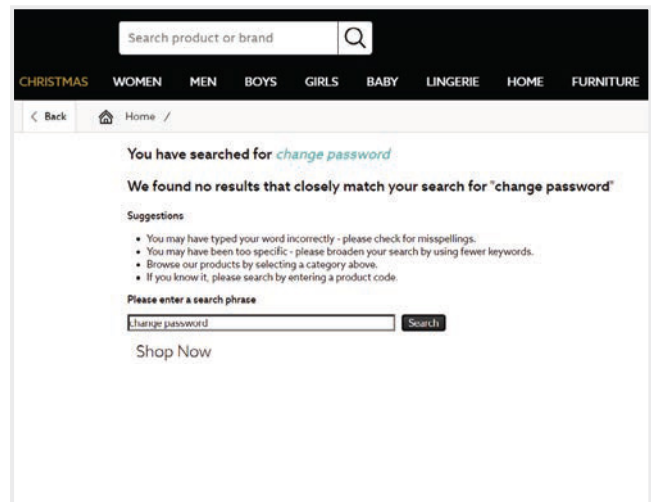 Search product or brand
CHRISTMAS WOMEN MEN BOYS GIRLS BABY LINGERIE HOME FURNITURE
Back Home /
You have searched for change password
We found no results that closely match your search for "change password"
Suggestions
• You may have typed your word incorrectly - please check for misspellings.
• You may have been too specific - please broaden your search by using fewer keywords.
• Browse our products by selecting a category above.
• If you know it, please search by entering a product code.
Please enter a search phrase
change password Search
Shop Now